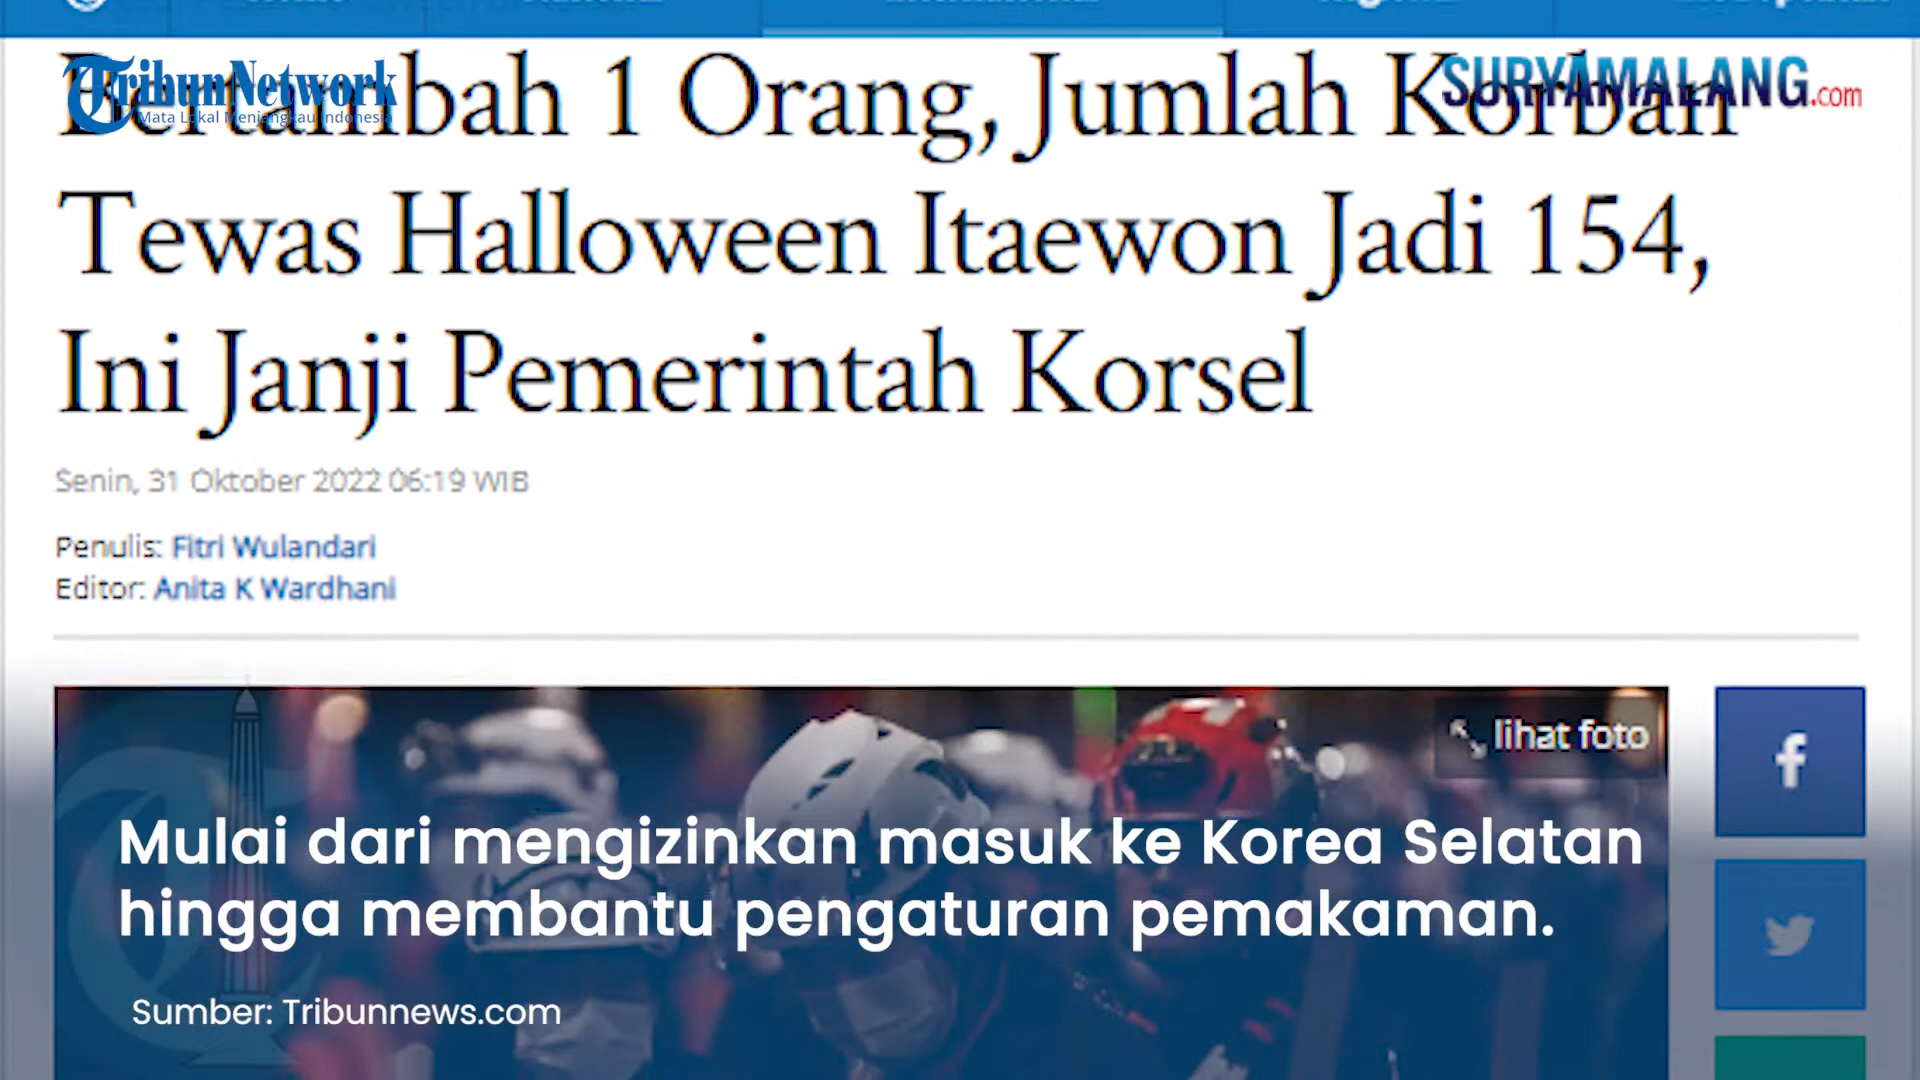 TribunNetwork
Mata Lokal Menjangkau Indonesia
SURYAMALANG.com
Bertambah 1 Orang, Jumlah Korban
Tewas Halloween Itaewon Jadi 154,
Ini Janji Pemerintah Korsel
Senin, 31 Oktober 2022 06:19 WIB
Penulis: Fitri Wulandari
Editor: Anita K Wardhani
lihat foto
f
Mulai dari mengizinkan masuk ke Korea Selatan
hingga membantu pengaturan pemakaman.
Sumber: Tribunnews.com